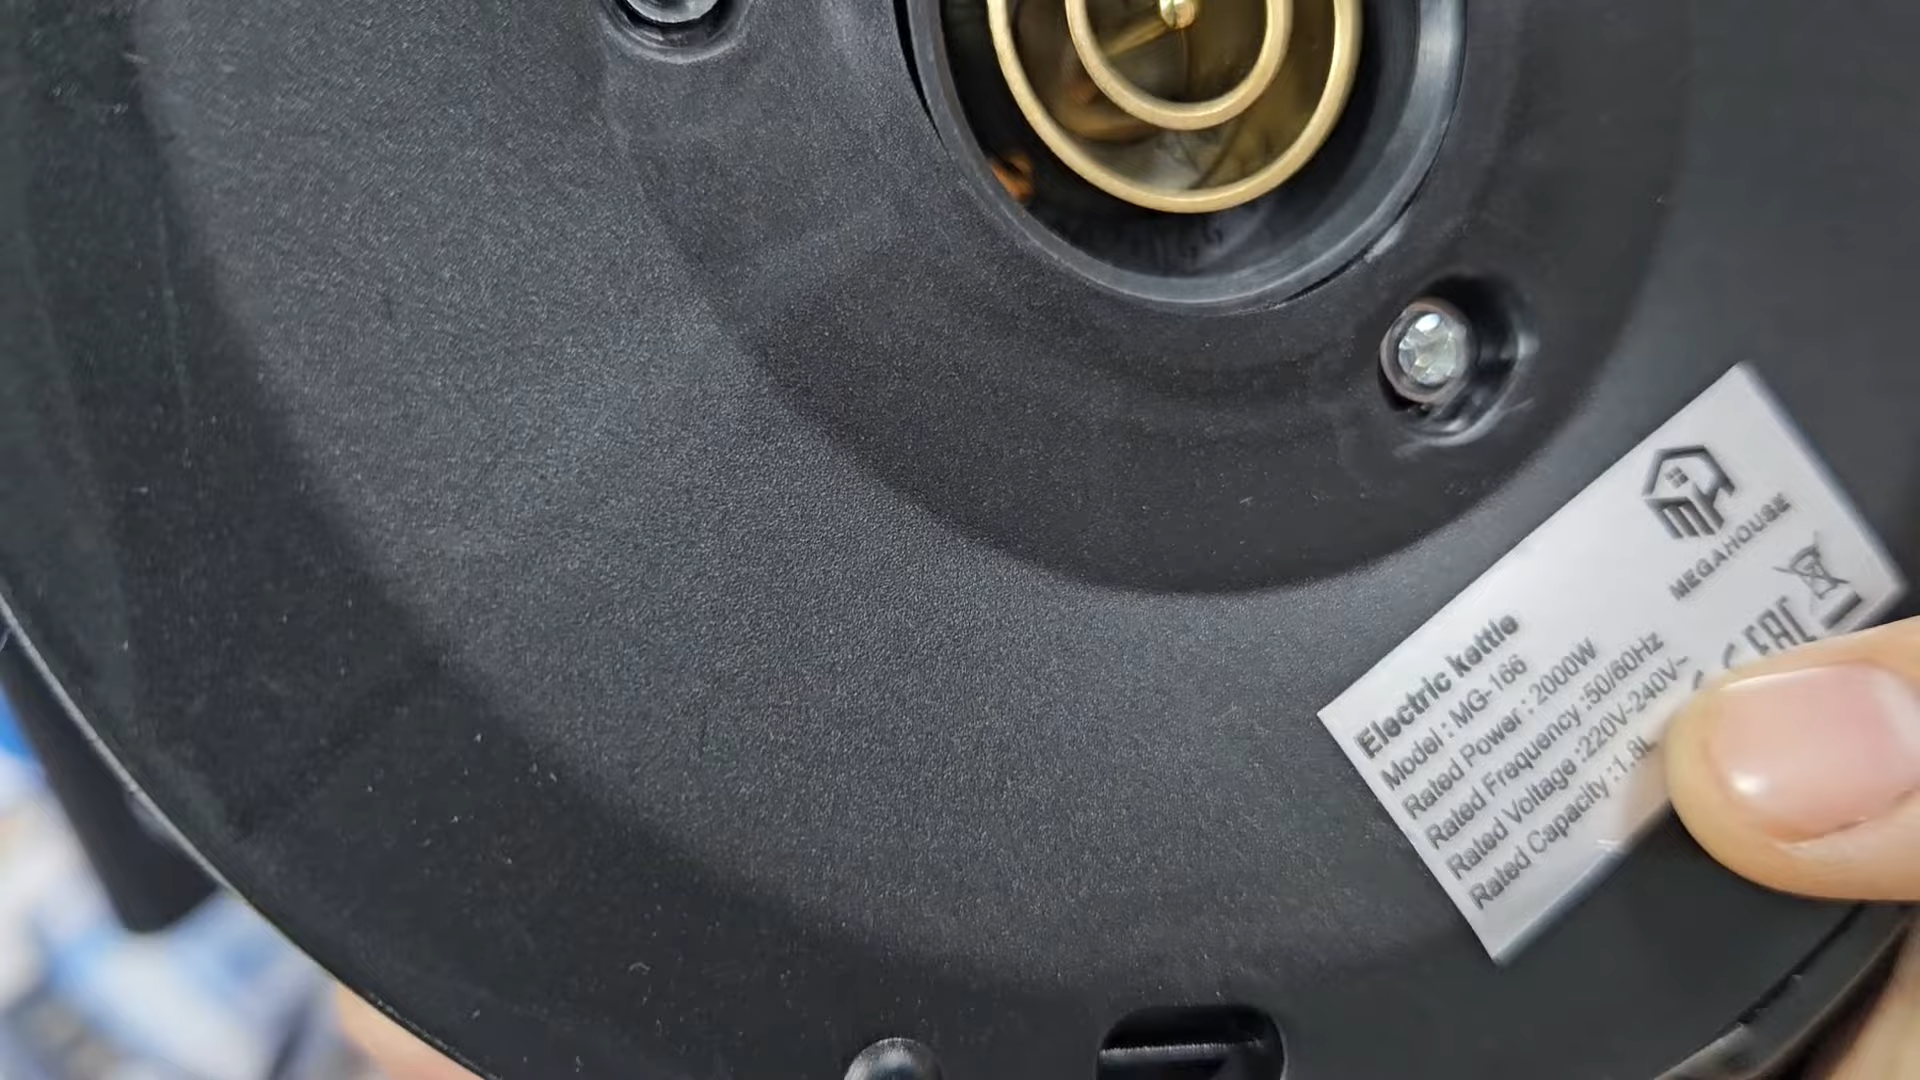 MEGAHOUSE
Electric kettle
Model : MG-166
Rated Power : 2000W
Rated Frequency :50/60Hz
Rated Voltage :220V-240V~
Rated Capacity :1.8L
EAC